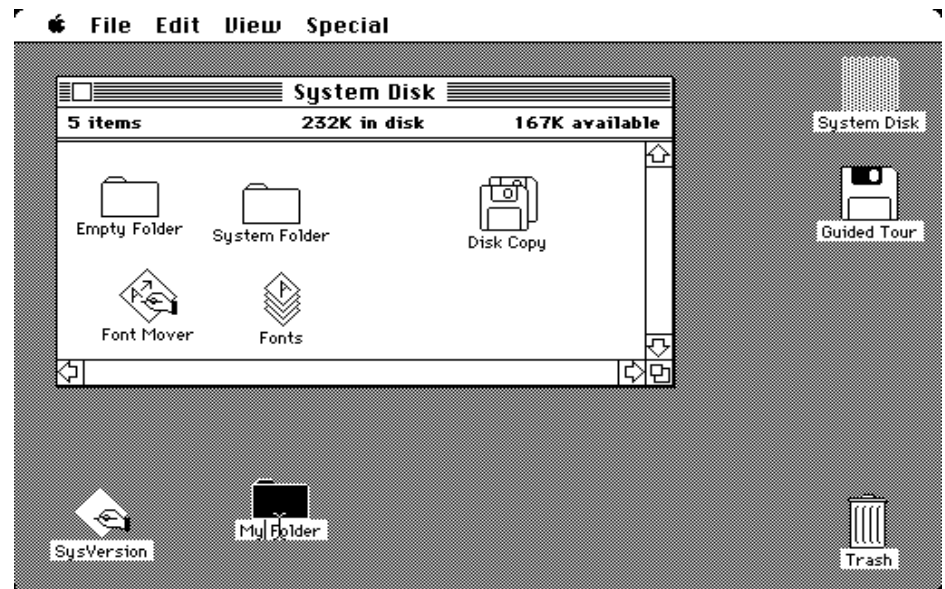 File Edit View Special
System Disk
5 items 232K in disk 167K available
Empty Folder
System Folder
Disk Copy
Font Mover
Fonts
System Disk
Guided Tour
SysVersion
My Folder
Trash